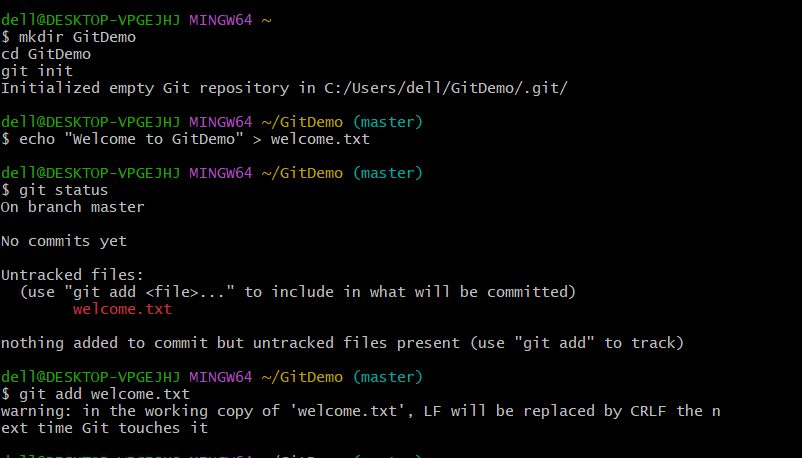 dell@DESKTOP-VPGEJHJ MINGW64 ~
$ mkdir GitDemo
cd GitDemo
git init
Initialized empty Git repository in C:/Users/dell/GitDemo/.git/
dell@DESKTOP-VPGEJHJ MINGW64 ~/GitDemo (master)
$ echo "Welcome to GitDemo" > welcome.txt
dell@DESKTOP-VPGEJHJ MINGW64 ~/GitDemo (master)
$ git status
On branch master
No commits yet
Untracked files:
  (use "git add <file>..." to include in what will be committed)
        welcome.txt
nothing added to commit but untracked files present (use "git add" to track)
dell@DESKTOP-VPGEJHJ MINGW64 ~/GitDemo (master)
$ git add welcome.txt
warning: in the working copy of 'welcome.txt', LF will be replaced by CRLF the n
ext time Git touches it